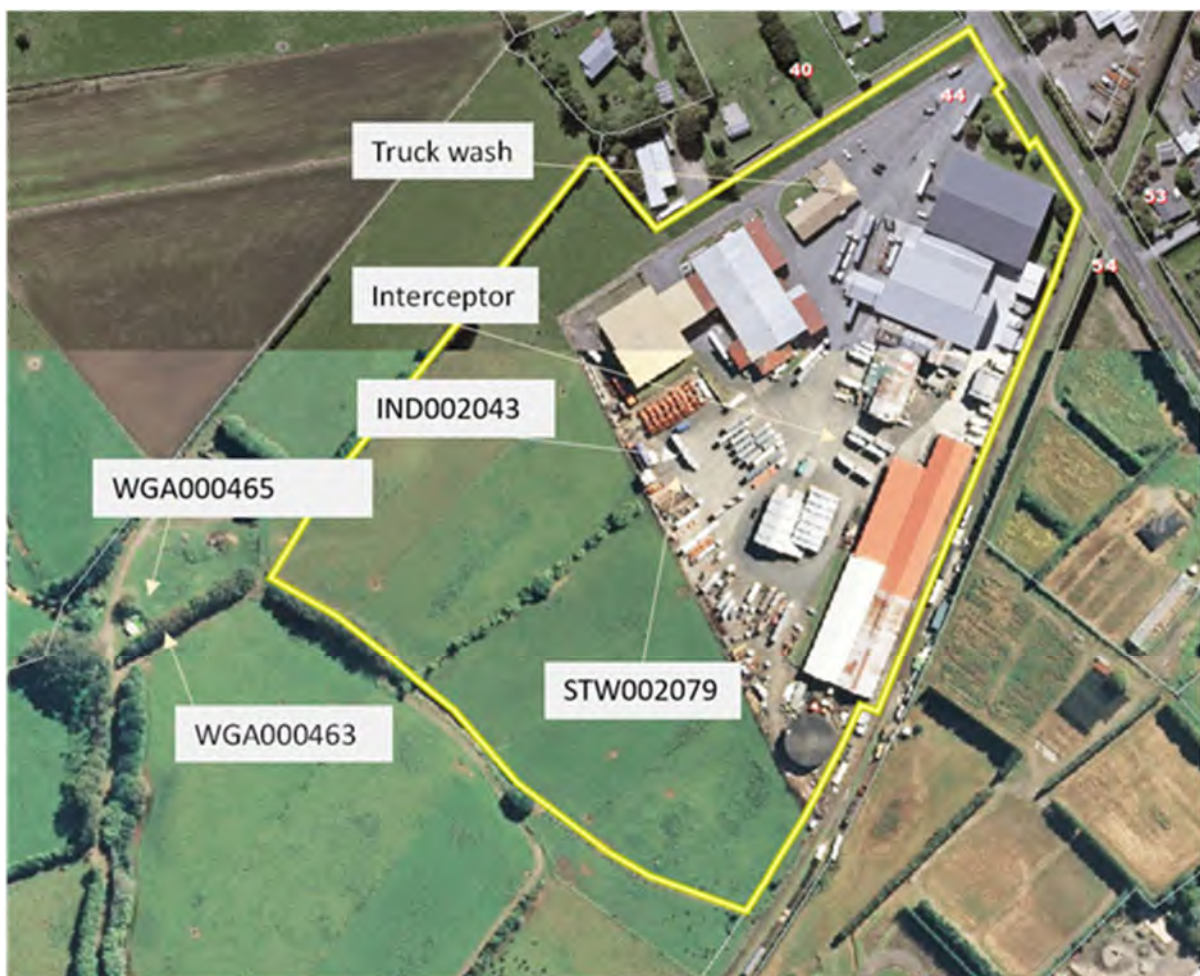 40
44
Truck wash
53
54
Interceptor
IND002043
WGA000465
STW002079
WGA000463